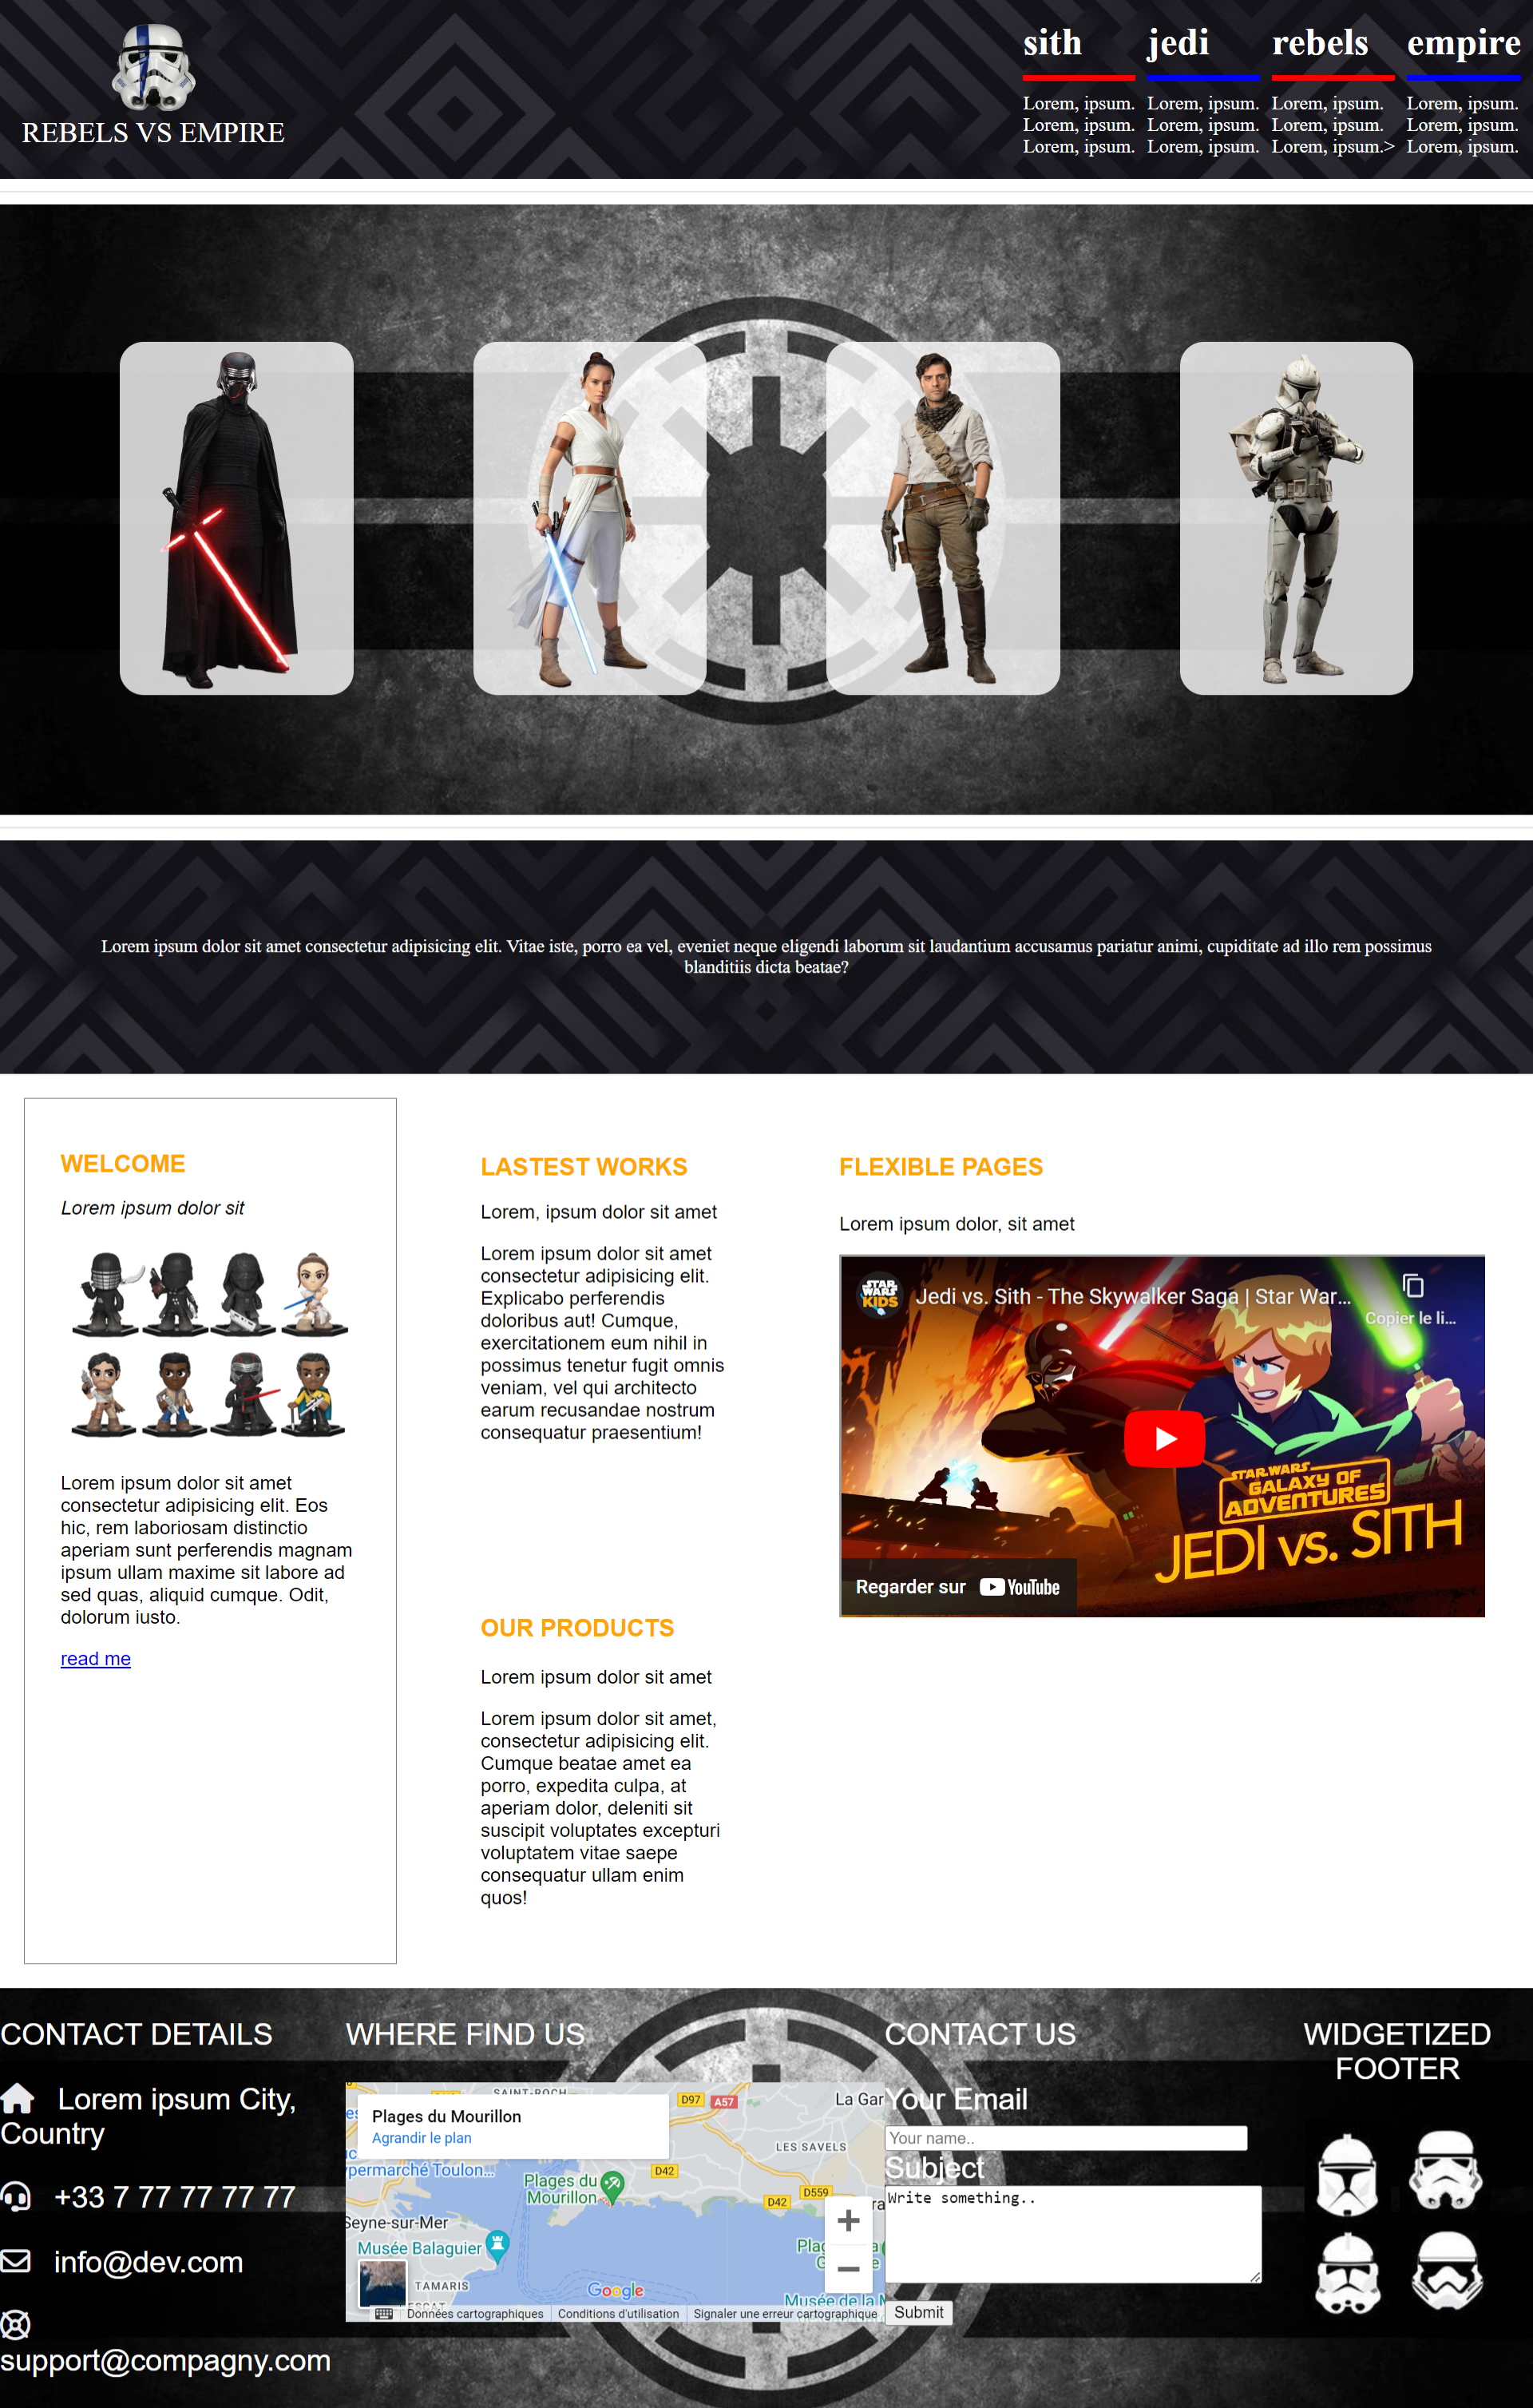 sith jedi rebels empire
Lorem, ipsum. Lorem, ipsum. Lorem, ipsum. Lorem, ipsum.
Lorem, ipsum. Lorem, ipsum. Lorem, ipsum. Lorem, ipsum.
Lorem, ipsum. Lorem, ipsum. Lorem, ipsum.> Lorem, ipsum.
REBELS VS EMPIRE
Lorem ipsum dolor sit amet consectetur adipisicing elit. Vitae iste, porro ea vel, eveniet neque eligendi laborum sit laudantium accusamus pariatur animi, cupiditate ad illo rem possimus
blanditiis dicta beatae?
WELCOME
Lorem ipsum dolor sit
Lorem ipsum dolor sit amet
consectetur adipisicing elit. Eos
hic, rem laboriosam distinctio
aperiam sunt perferendis magnam
ipsum ullam maxime sit labore ad
sed quas, aliquid cumque. Odit,
dolorum iusto.
read me
LASTEST WORKS
Lorem, ipsum dolor sit amet
Lorem ipsum dolor sit amet
consectetur adipisicing elit.
Explicabo perferendis
doloribus aut! Cumque,
exercitationem eum nihil in
possimus tenetur fugit omnis
veniam, vel qui architecto
earum recusandae nostrum
consequatur praesentium!
OUR PRODUCTS
Lorem ipsum dolor sit amet
Lorem ipsum dolor sit amet,
consectetur adipisicing elit.
Cumque beatae amet ea
porro, expedita culpa, at
aperiam dolor, deleniti sit
suscipit voluptates excepturi
voluptatem vitae saepe
consequatur ullam enim
quos!
FLEXIBLE PAGES
Lorem ipsum dolor, sit amet
STAR WARS KIDS
Jedi vs. Sith - The Skywalker Saga | Star War...
Copier le li...
STAR WARS
GALAXY OF
ADVENTURES
JEDI vs. SITH
Regarder sur YouTube
CONTACT DETAILS
Lorem ipsum City,
Country
+33 7 77 77 77 77
info@dev.com
support@compagny.com
WHERE FIND US
SAINT-ROCH
D97
A57
La Gar
Plages du Mourillon
Agrandir le plan
LES SAVELS
permarché Toulon...
D42
Plages du
Mourillon
D42
D559
Seyne-sur-Mer
Musée Balaguier
TAMARIS
Google
Musée de la M
Données cartographiques
Conditions d'utilisation
Signaler une erreur cartographique
CONTACT US
Your Email
Your name..
Subject
Write something..
Submit
WIDGETIZED
FOOTER